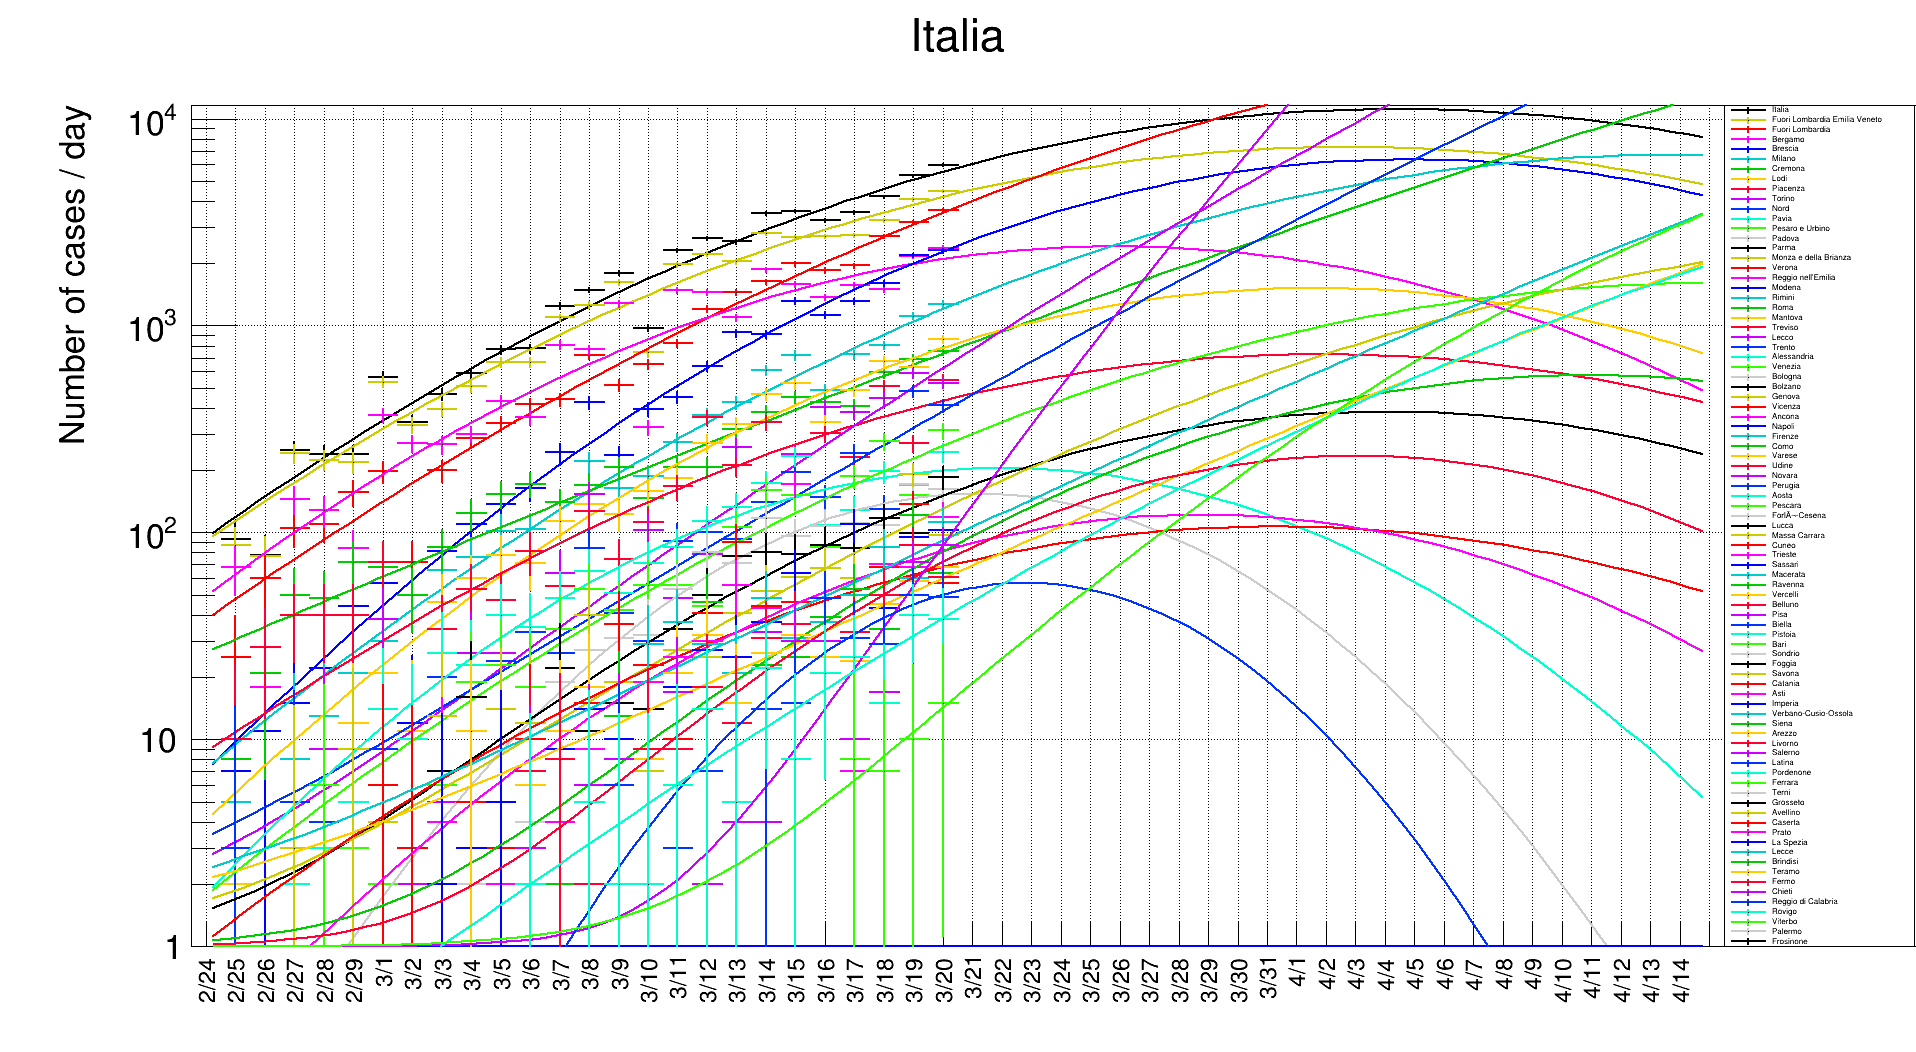 Italia
Number of cases / day
10^4
10^3
10^2
10
1
2/24
2/25
2/26
2/27
2/28
2/29
3/1
3/2
3/3
3/4
3/5
3/6
3/7
3/8
3/9
3/10
3/11
3/12
3/13
3/14
3/15
3/16
3/17
3/18
3/19
3/20
3/21
3/22
3/23
3/24
3/25
3/26
3/27
3/28
3/29
3/30
3/31
4/1
4/2
4/3
4/4
4/5
4/6
4/7
4/8
4/9
4/10
4/11
4/12
4/13
4/14
Italia
Fuori Lombardia Emilia Veneto
Fuori Lombardia
Bergamo
Brescia
Milano
Cremona
Lodi
Piacenza
Torino
Nord
Pavia
Pesaro e Urbino
Padova
Parma
Monza e della Brianza
Verona
Reggio nell'Emilia
Modena
Rimini
Roma
Mantova
Treviso
Lecco
Trento
Alessandria
Venezia
Bologna
Bolzano
Genova
Vicenza
Ancona
Napoli
Firenze
Como
Varese
Udine
Novara
Perugia
Aosta
Pescara
ForlÃ¬-Cesena
Lucca
Massa Carrara
Cuneo
Trieste
Sassari
Macerata
Ravenna
Vercelli
Belluno
Pisa
Biella
Pistoia
Bari
Sondrio
Foggia
Savona
Catania
Asti
Imperia
Verbano-Cusio-Ossola
Siena
Arezzo
Livorno
Salerno
Latina
Pordenone
Ferrara
Terni
Grosseto
Avellino
Caserta
Prato
La Spezia
Lecce
Brindisi
Teramo
Fermo
Chieti
Reggio di Calabria
Rovigo
Viterbo
Palermo
Frosinone